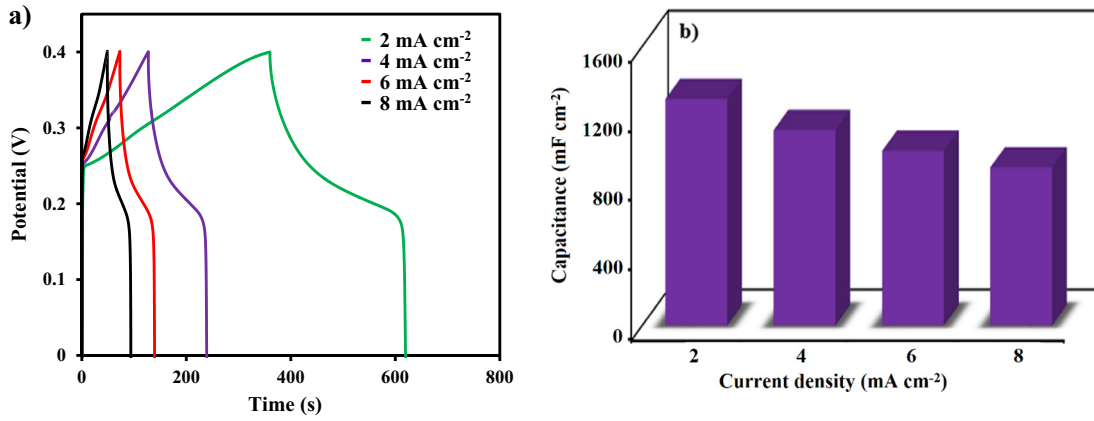 a)
2 mA cm-2
4 mA cm-2
6 mA cm-2
8 mA cm-2
Potential (V)
0.4
0.3
0.2
0.1
0
0 200 400 600 800
Time (s)
b)
Capacitance (mF cm-2)
1600
1200
800
400
0
2 4 6 8
Current density (mA cm-2)